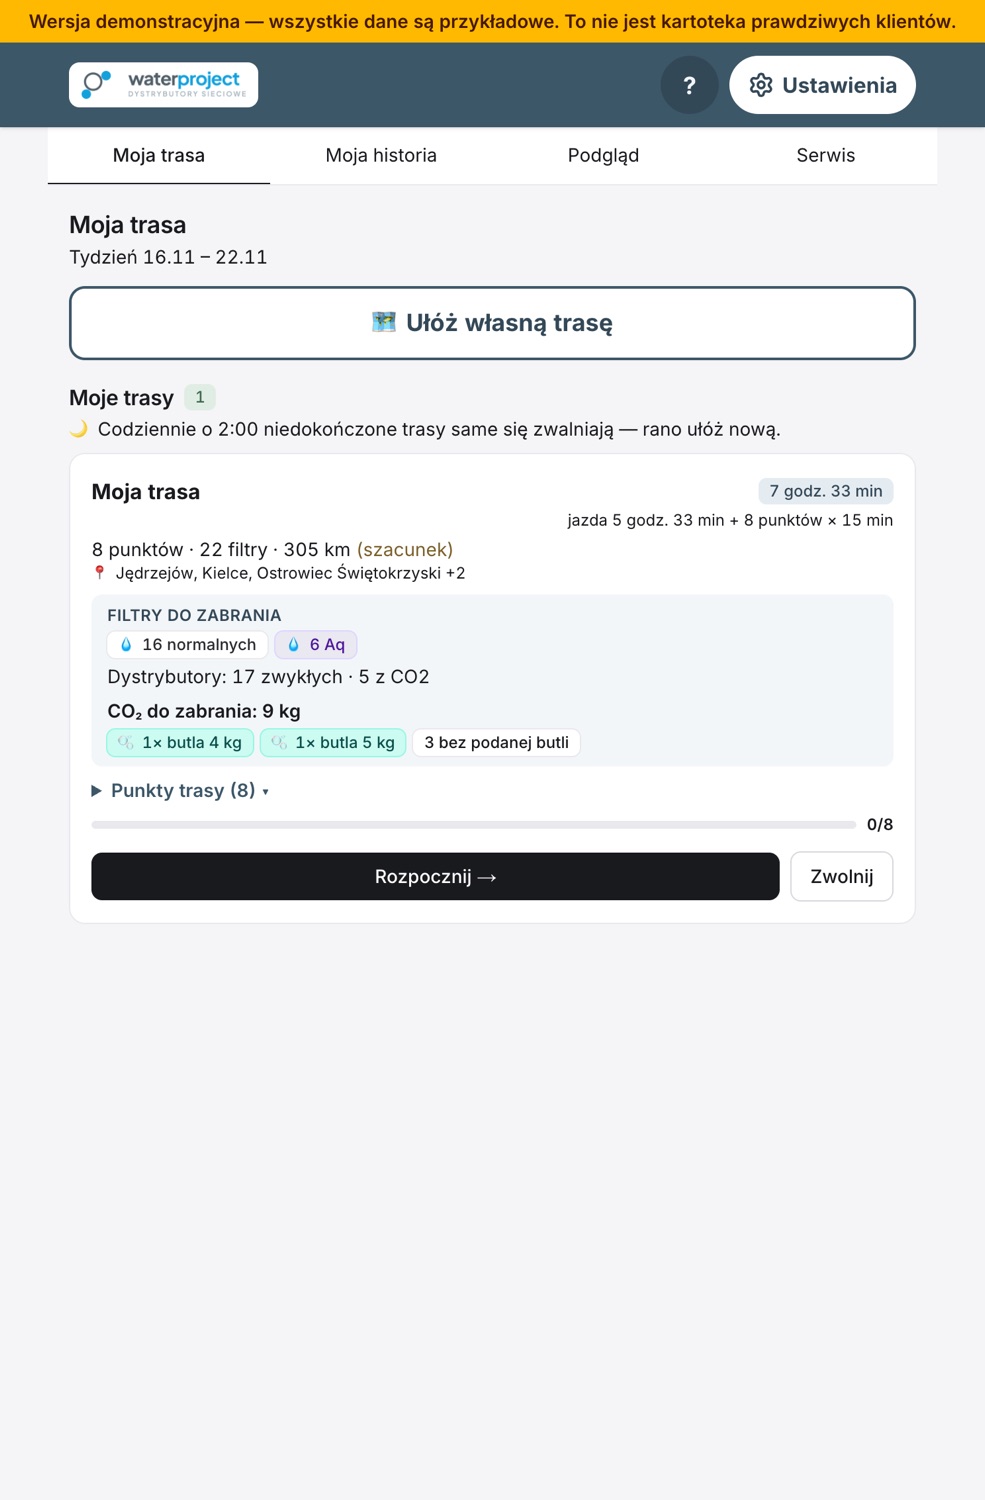 Wersja demonstracyjna — wszystkie dane są przykładowe. To nie jest kartoteka prawdziwych klientów.
waterproject
DYSTRYBUTORY SIECIOWE
?
Ustawienia
Moja trasa
Moja historia
Podgląd
Serwis
Moja trasa
Tydzień 16.11 – 22.11
Ułóż własną trasę
Moje trasy 1
Codziennie o 2:00 niedokończone trasy same się zwalniają — rano ułóż nową.
Moja trasa
7 godz. 33 min
jazda 5 godz. 33 min + 8 punktów × 15 min
8 punktów · 22 filtry · 305 km (szacunek)
Jędrzejów, Kielce, Ostrowiec Świętokrzyski +2
FILTRY DO ZABRANIA
16 normalnych
6 Aq
Dystrybutory: 17 zwykłych · 5 z CO2
CO₂ do zabrania: 9 kg
1× butla 4 kg
1× butla 5 kg
3 bez podanej butli
Punkty trasy (8)
0/8
Rozpocznij →
Zwolnij